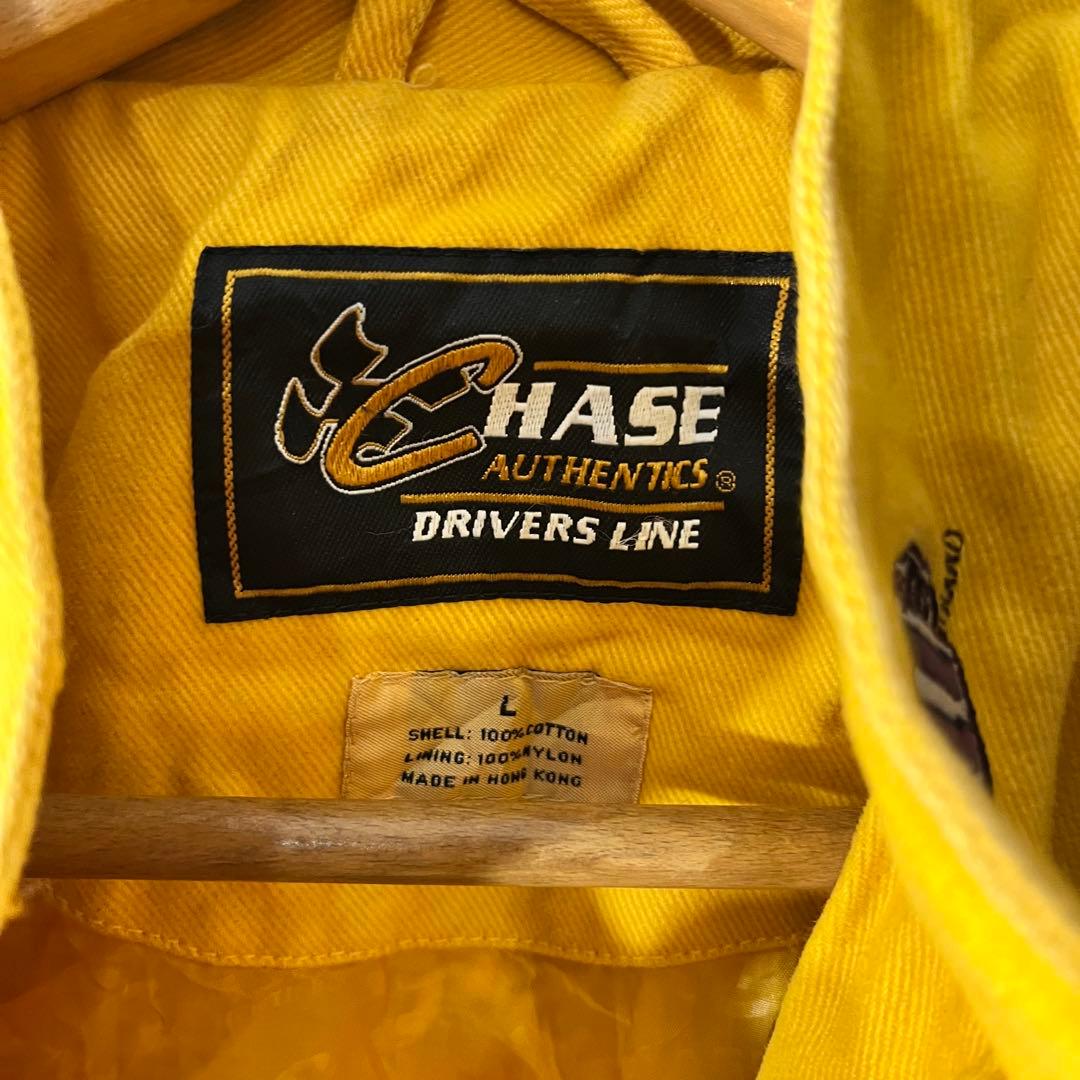 CHASE
AUTHENTICS®
DRIVERS LINE
L
SHELL: 100% COTTON
LINING: 100% NYLON
MADE IN HONG KONG